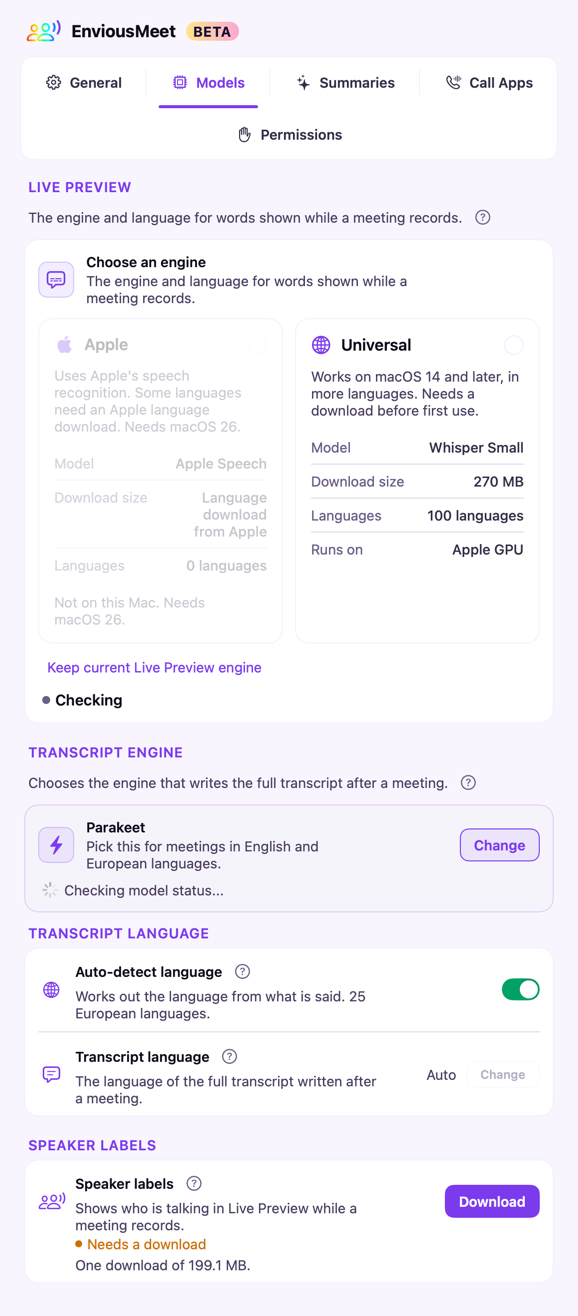 EnviousMeet BETA
General
Models
Summaries
Call Apps
Permissions
LIVE PREVIEW
The engine and language for words shown while a meeting records. ?
Choose an engine
The engine and language for words shown while a
meeting records.
Apple
Uses Apple's speech
recognition. Some languages
need an Apple language
download. Needs macOS 26.
Model Apple Speech
Download size Language
download
from Apple
Languages 0 languages
Not on this Mac. Needs
macOS 26.
Universal
Works on macOS 14 and later, in
more languages. Needs a
download before first use.
Model Whisper Small
Download size 270 MB
Languages 100 languages
Runs on Apple GPU
Keep current Live Preview engine
Checking
TRANSCRIPT ENGINE
Chooses the engine that writes the full transcript after a meeting. ?
Parakeet
Pick this for meetings in English and
European languages.
Change
Checking model status...
TRANSCRIPT LANGUAGE
Auto-detect language ?
Works out the language from what is said. 25
European languages.
Transcript language ?
The language of the full transcript written after
a meeting.
Auto Change
SPEAKER LABELS
Speaker labels ?
Shows who is talking in Live Preview while a
meeting records.
Needs a download
One download of 199.1 MB.
Download